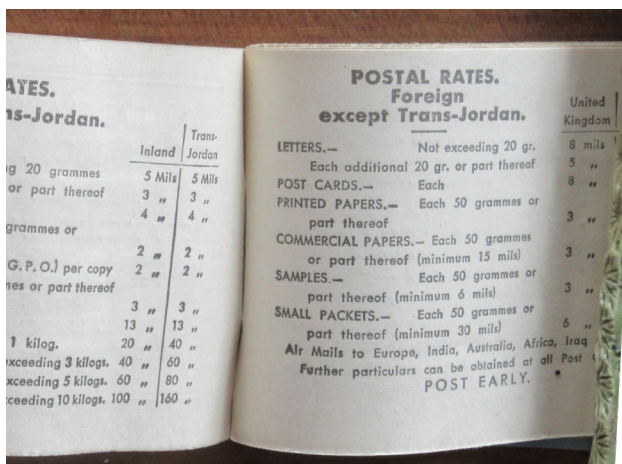 ATES.
ns-Jordan.
Inland Trans-Jordan
ng 20 grammes 5 Mils 5 Mils
or part thereof 3 „ 3 „
4 „ 4 „
grammes or
2 „ 2 „
G. P. O.) per copy 2 „ 2 „
nes or part thereof
3 „ 3 „
13 „ 13 „
1 kilog. 20 „ 40 „
xceeding 3 kilogs. 40 „ 60 „
xceeding 5 kilogs. 60 „ 80 „
ceeding 10 kilogs. 100 „ 160 „
POSTAL RATES.
Foreign
except Trans-Jordan.
United
Kingdom
LETTERS.— Not exceeding 20 gr. 8 mils
Each additional 20 gr. or part thereof 5 „
POST CARDS.— Each 8 „
PRINTED PAPERS.— Each 50 grammes or
part thereof 3 „
COMMERCIAL PAPERS.— Each 50 grammes
or part thereof (minimum 15 mils) 3 „
SAMPLES.— Each 50 grammes or
part thereof (minimum 6 mils) 3 „
SMALL PACKETS.— Each 50 grammes or
part thereof (minimum 30 mils) 6 „
Air Mails to Europe, India, Australia, Africa, Iraq
Further particulars can be obtained at all Post
POST EARLY.